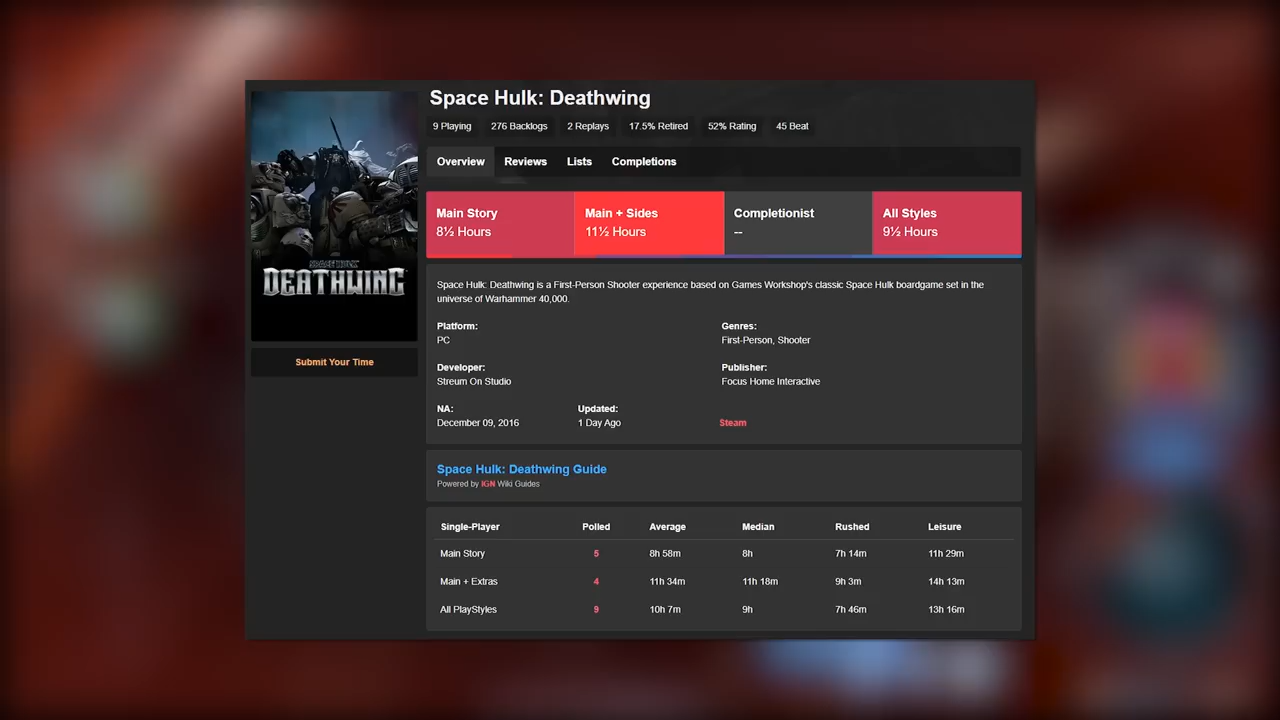 Space Hulk: Deathwing
9 Playing 276 Backlogs 2 Replays 17.5% Retired 52% Rating 45 Beat
Overview Reviews Lists Completions
Main Story Main + Sides Completionist All Styles
8½ Hours 11½ Hours -- 9½ Hours
SPACE HULK
DEATHWING
Space Hulk: Deathwing is a First-Person Shooter experience based on Games Workshop's classic Space Hulk boardgame set in the
universe of Warhammer 40,000.
Platform: Genres:
PC First-Person, Shooter
Submit Your Time
Developer: Publisher:
Streum On Studio Focus Home Interactive
NA: Updated:
December 09, 2016 1 Day Ago Steam
Space Hulk: Deathwing Guide
Powered by IGN Wiki Guides
Single-Player Polled Average Median Rushed Leisure
Main Story 5 8h 58m 8h 7h 14m 11h 29m
Main + Extras 4 11h 34m 11h 18m 9h 3m 14h 13m
All PlayStyles 9 10h 7m 9h 7h 46m 13h 16m